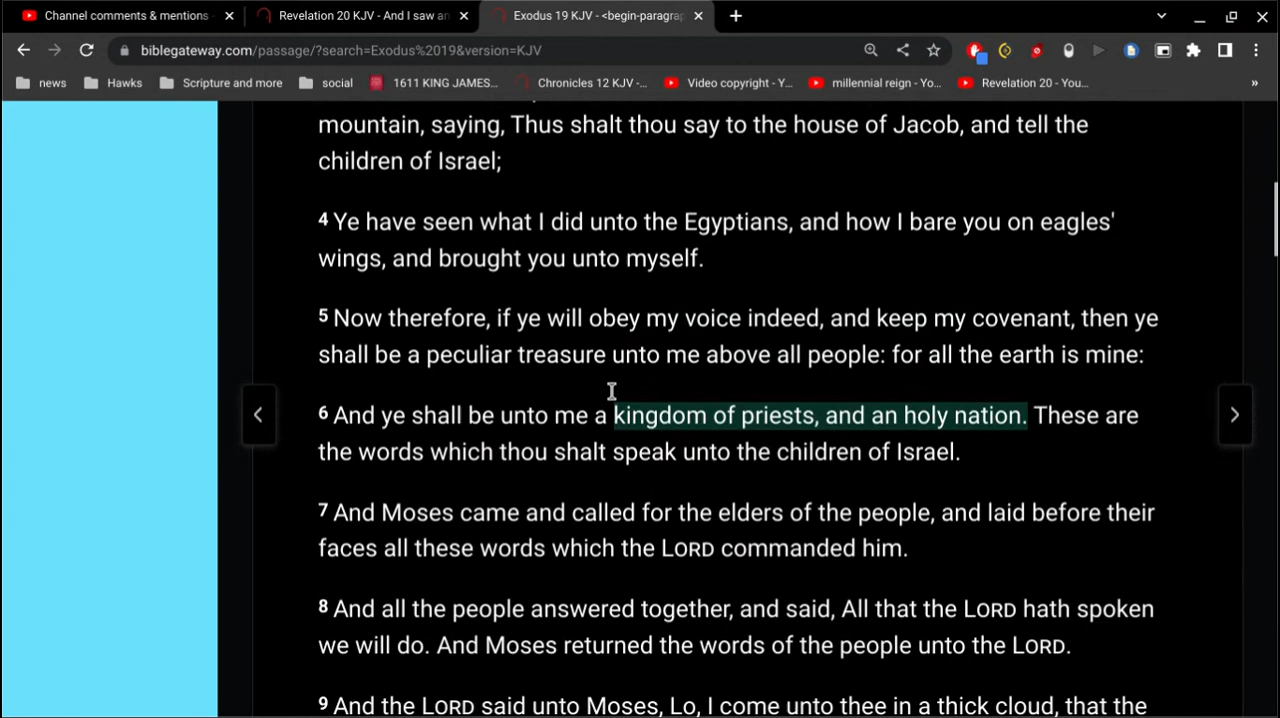 Channel comments & mentions
Revelation 20 KJV - And I saw an
Exodus 19 KJV - <begin-paragrap
biblegateway.com/passage/?search=Exodus%2019&version=KJV
news
Hawks
Scripture and more
social
1611 KING JAMES...
Chronicles 12 KJV -...
Video copyright - Y...
millennial reign - Yo...
Revelation 20 - You...
»
mountain, saying, Thus shalt thou say to the house of Jacob, and tell the
children of Israel;
4 Ye have seen what I did unto the Egyptians, and how I bare you on eagles'
wings, and brought you unto myself.
5 Now therefore, if ye will obey my voice indeed, and keep my covenant, then ye
shall be a peculiar treasure unto me above all people: for all the earth is mine:
6 And ye shall be unto me a kingdom of priests, and an holy nation. These are
the words which thou shalt speak unto the children of Israel.
7 And Moses came and called for the elders of the people, and laid before their
faces all these words which the LORD commanded him.
8 And all the people answered together, and said, All that the LORD hath spoken
we will do. And Moses returned the words of the people unto the LORD.
9 And the LORD said unto Moses, Lo, I come unto thee in a thick cloud, that the